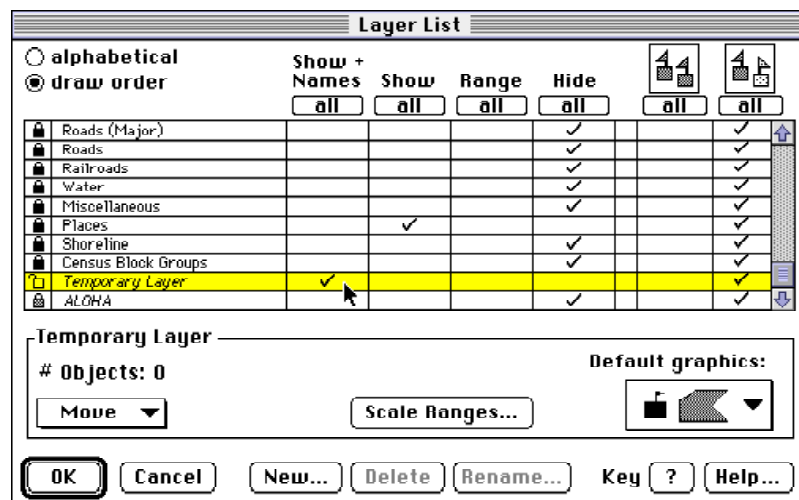 Layer List
alphabetical
draw order
Show + Names Show Range Hide
all all all all all all
Roads (Major)
Roads
Railroads
Water
Miscellaneous
Places
Shoreline
Census Block Groups
Temporary Layer
ALOHA
Temporary Layer
# Objects: 0
Default graphics:
Move Scale Ranges...
OK Cancel New... Delete Rename... Key ? Help...